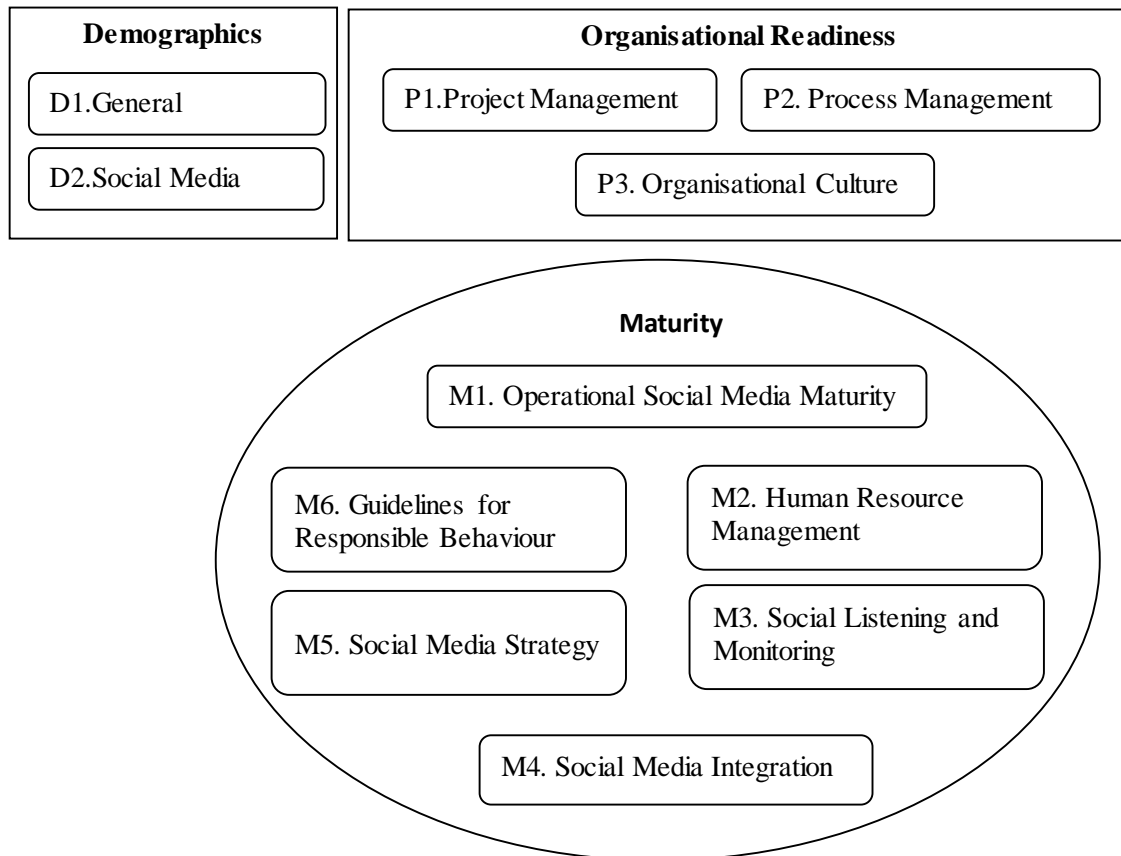 Demographics
D1.General
D2.Social Media
Organisational Readiness
P1.Project Management
P2. Process Management
P3. Organisational Culture
Maturity
M1. Operational Social Media Maturity
M6. Guidelines for
Responsible Behaviour
M2. Human Resource
Management
M5. Social Media Strategy
M3. Social Listening and
Monitoring
M4. Social Media Integration